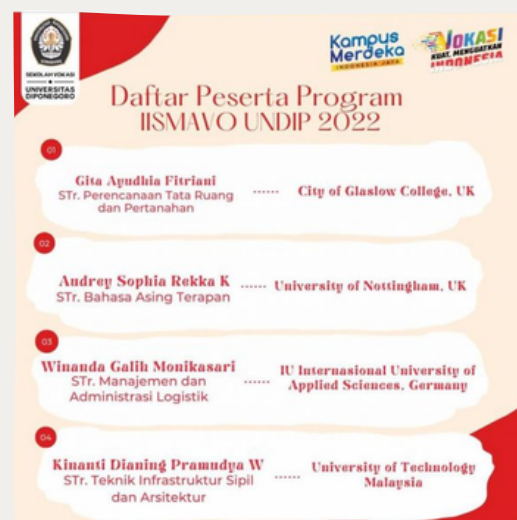 SEKOLAH VOKASI
UNIVERSITAS
DIPONEGORO
Kampus
Merdeka
INDONESIA JAYA
VOKASI
KUAT, MENGUATKAN
INDONESIA
Daftar Peserta Program
IISMAVO UNDIP 2022
01
Gita Ayudhia Fitriani
STr. Perencanaan Tata Ruang
dan Pertanahan
...... City of Glaslow College, UK
02
Audrey Sophia Rekka K
STr. Bahasa Asing Terapan
...... University of Nottingham, UK
03
Winanda Galih Monikasari
STr. Manajemen dan
Administrasi Logistik
...... IU Internasional University of
Applied Sciences, Germany
04
Kinanti Dianing Pramudya W
STr. Teknik Infrastruktur Sipil
dan Arsitektur
...... University of Technology
Malaysia